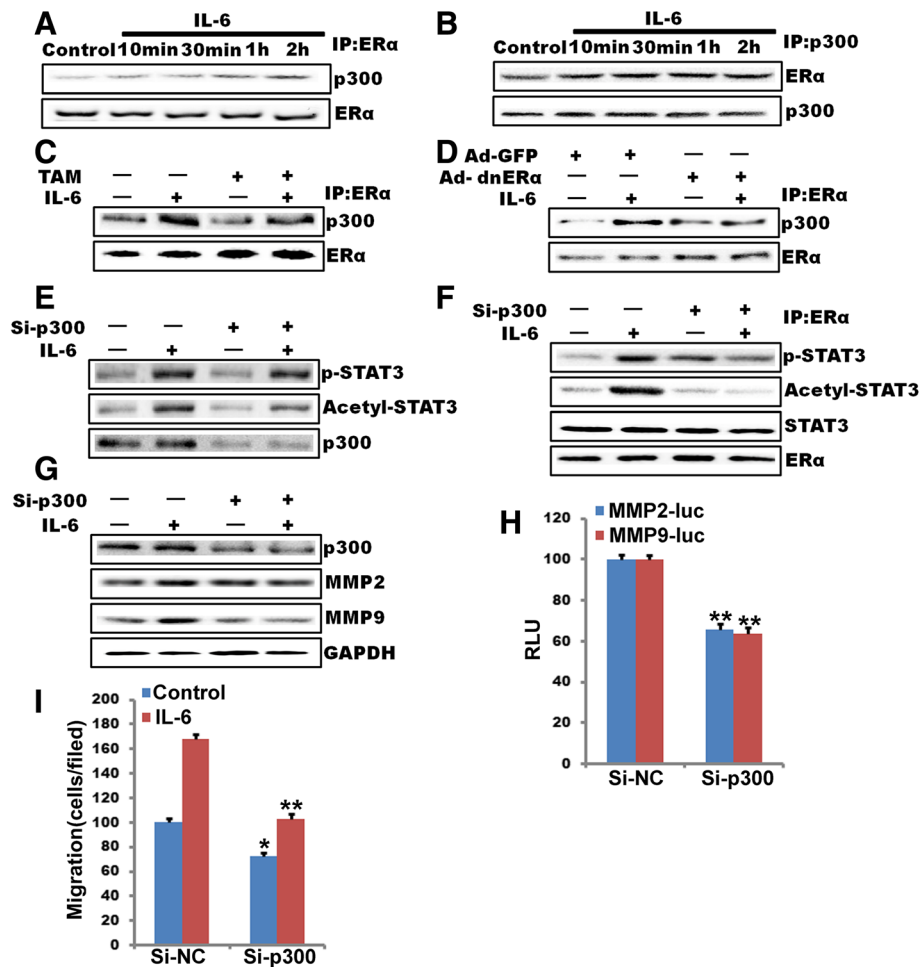 A
IL-6
Control 10min 30min 1h 2h IP:ERα
p300
ERα
B
IL-6
Control 10min 30min 1h 2h IP:p300
ERα
p300
C
TAM — — + +
IL-6 — + — + IP:ERα
p300
ERα
D
Ad-GFP + + — —
Ad- dnERα — — + +
IL-6 — + — + IP:ERα
p300
ERα
E
Si-p300 — — + +
IL-6 — + — +
p-STAT3
Acetyl-STAT3
p300
F
Si-p300 — — + + IP:ERα
IL-6 — + — +
p-STAT3
Acetyl-STAT3
STAT3
ERα
G
Si-p300 — — + +
IL-6 — + — +
p300
MMP2
MMP9
GAPDH
H
MMP2-luc
MMP9-luc
RLU
120
100
80
60
40
20
0
** **
Si-NC Si-p300
I
Control
IL-6
Migration(cells/filed)
200
180
160
140
120
100
80
60
40
20
0
* **
Si-NC Si-p300